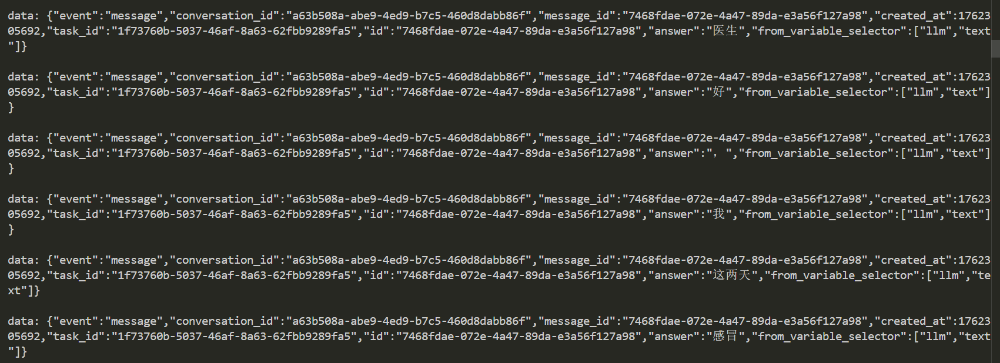 data: {"event":"message","conversation_id":"a63b508a-abe9-4ed9-b7c5-460d8dabb86f","message_id":"7468fdae-072e-4a47-89da-e3a56f127a98","created_at":17623
05692,"task_id":"1f73760b-5037-46af-8a63-62fbb9289fa5","id":"7468fdae-072e-4a47-89da-e3a56f127a98","answer":"医生","from_variable_selector":["llm","text
"]}
data: {"event":"message","conversation_id":"a63b508a-abe9-4ed9-b7c5-460d8dabb86f","message_id":"7468fdae-072e-4a47-89da-e3a56f127a98","created_at":17623
05692,"task_id":"1f73760b-5037-46af-8a63-62fbb9289fa5","id":"7468fdae-072e-4a47-89da-e3a56f127a98","answer":"好","from_variable_selector":["llm","text"]
}
data: {"event":"message","conversation_id":"a63b508a-abe9-4ed9-b7c5-460d8dabb86f","message_id":"7468fdae-072e-4a47-89da-e3a56f127a98","created_at":17623
05692,"task_id":"1f73760b-5037-46af-8a63-62fbb9289fa5","id":"7468fdae-072e-4a47-89da-e3a56f127a98","answer":"，","from_variable_selector":["llm","text"]
}
data: {"event":"message","conversation_id":"a63b508a-abe9-4ed9-b7c5-460d8dabb86f","message_id":"7468fdae-072e-4a47-89da-e3a56f127a98","created_at":17623
05692,"task_id":"1f73760b-5037-46af-8a63-62fbb9289fa5","id":"7468fdae-072e-4a47-89da-e3a56f127a98","answer":"我","from_variable_selector":["llm","text"]
}
data: {"event":"message","conversation_id":"a63b508a-abe9-4ed9-b7c5-460d8dabb86f","message_id":"7468fdae-072e-4a47-89da-e3a56f127a98","created_at":17623
05692,"task_id":"1f73760b-5037-46af-8a63-62fbb9289fa5","id":"7468fdae-072e-4a47-89da-e3a56f127a98","answer":"这两天","from_variable_selector":["llm","te
xt"]}
data: {"event":"message","conversation_id":"a63b508a-abe9-4ed9-b7c5-460d8dabb86f","message_id":"7468fdae-072e-4a47-89da-e3a56f127a98","created_at":17623
05692,"task_id":"1f73760b-5037-46af-8a63-62fbb9289fa5","id":"7468fdae-072e-4a47-89da-e3a56f127a98","answer":"感冒","from_variable_selector":["llm","text
"]}